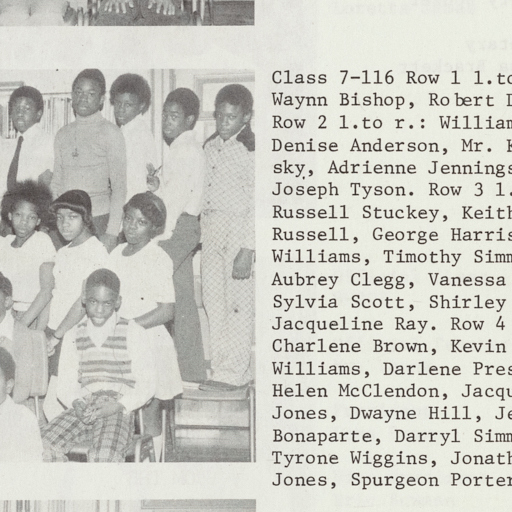 Class 7-116 Row 1 l.to
Waynn Bishop, Robert D
Row 2 l.to r.: William
Denise Anderson, Mr. K
sky, Adrienne Jennings
Joseph Tyson. Row 3 l.
Russell Stuckey, Keith
Russell, George Harris
Williams, Timothy Simm
Aubrey Clegg, Vanessa
Sylvia Scott, Shirley
Jacqueline Ray. Row 4
Charlene Brown, Kevin
Williams, Darlene Pres
Helen McClendon, Jacqu
Jones, Dwayne Hill, Je
Bonaparte, Darryl Simm
Tyrone Wiggins, Jonath
Jones, Spurgeon Porter